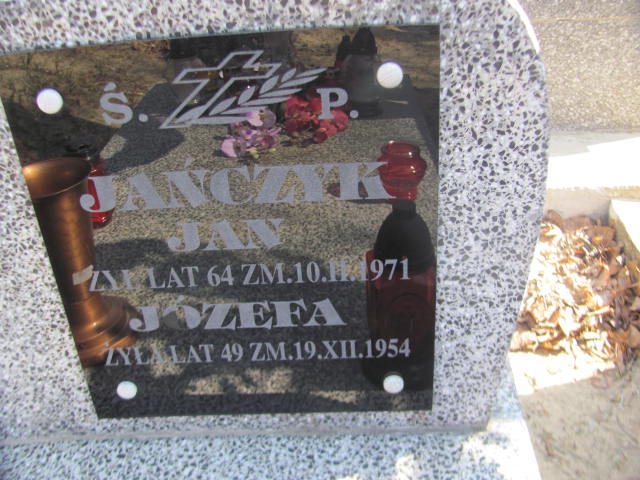 Ś. P.
JAŃCZYK
JAN
ŻYŁ LAT 64 ZM.10.II.1971
JÓZEFA
ŻYŁA LAT 49 ZM.19.XII.1954